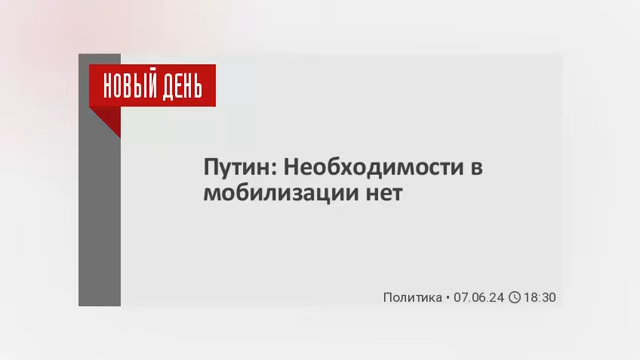 НОВЫЙ ДЕНЬ
Путин: Необходимости в
мобилизации нет
Политика • 07.06.24 18:30